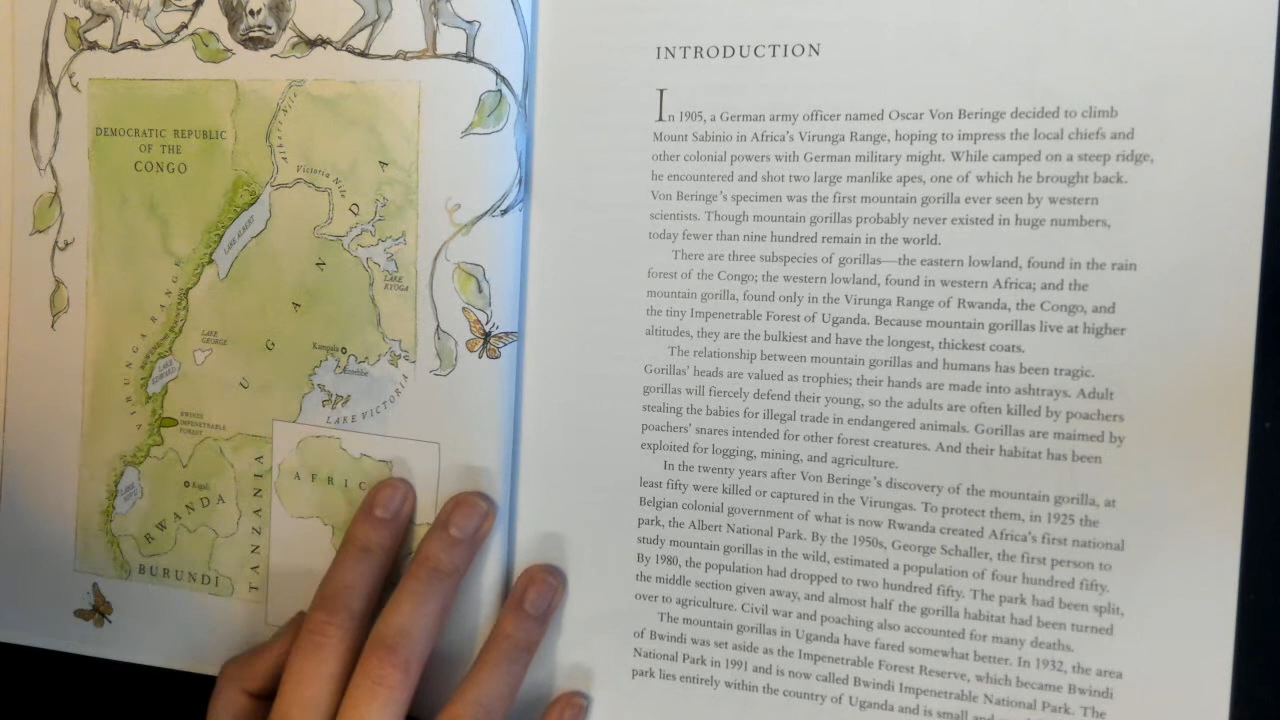 DEMOCRATIC REPUBLIC
OF THE
CONGO
Albert Nile
Victoria Nile
LAKE ALBERT
UGANDA
LAKE
KYOGA
LAKE
GEORGE
Kampala
Entebbe
VIRUNGA RANGE
LAKE
EDWARD
LAKE VICTORIA
BWINDI
IMPENETRABLE
FOREST
LAKE
KIVU
Kigali
RWANDA
TANZANIA
BURUNDI
AFRIC
INTRODUCTION
In 1905, a German army officer named Oscar Von Beringe decided to climb
Mount Sabinio in Africa's Virunga Range, hoping to impress the local chiefs and
other colonial powers with German military might. While camped on a steep ridge,
he encountered and shot two large manlike apes, one of which he brought back.
Von Beringe's specimen was the first mountain gorilla ever seen by western
scientists. Though mountain gorillas probably never existed in huge numbers,
today fewer than nine hundred remain in the world.
There are three subspecies of gorillas—the eastern lowland, found in the rain
forest of the Congo; the western lowland, found in western Africa; and the
mountain gorilla, found only in the Virunga Range of Rwanda, the Congo, and
the tiny Impenetrable Forest of Uganda. Because mountain gorillas live at higher
altitudes, they are the bulkiest and have the longest, thickest coats.
The relationship between mountain gorillas and humans has been tragic.
Gorillas' heads are valued as trophies; their hands are made into ashtrays. Adult
gorillas will fiercely defend their young, so the adults are often killed by poachers
stealing the babies for illegal trade in endangered animals. Gorillas are maimed by
poachers' snares intended for other forest creatures. And their habitat has been
exploited for logging, mining, and agriculture.
In the twenty years after Von Beringe's discovery of the mountain gorilla, at
least fifty were killed or captured in the Virungas. To protect them, in 1925 the
Belgian colonial government of what is now Rwanda created Africa's first national
park, the Albert National Park. By the 1950s, George Schaller, the first person to
study mountain gorillas in the wild, estimated a population of four hundred fifty.
By 1980, the population had dropped to two hundred fifty. The park had been split,
the middle section given away, and almost half the gorilla habitat had been turned
over to agriculture. Civil war and poaching also accounted for many deaths.
The mountain gorillas in Uganda have fared somewhat better. In 1932, the area
of Bwindi was set aside as the Impenetrable Forest Reserve, which became Bwindi
National Park in 1991 and is now called Bwindi Impenetrable National Park. The
park lies entirely within the country of Uganda and is small and